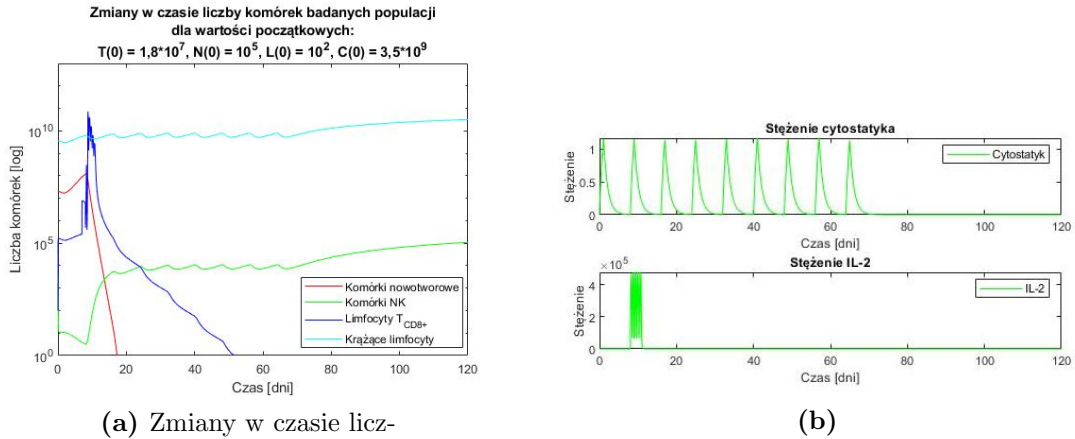 Zmiany w czasie liczby komórek badanych populacji
dla wartości początkowych:
T(0) = 1,8*10^7, N(0) = 10^5, L(0) = 10^2, C(0) = 3,5*10^9
Liczba komórek [log]
10^10
10^5
10^0
0 20 40 60 80 100 120
Czas [dni]
Komórki nowotworowe
Komórki NK
Limfocyty T_CD8+
Krążące limfocyty
(a) Zmiany w czasie licz-
Stężenie cytostatyka
Stężenie
1
0.5
0
0 20 40 60 80 100 120
Czas [dni]
Cytostatyk
Stężenie IL-2
×10^5
Stężenie
4
2
0
0 20 40 60 80 100 120
Czas [dni]
IL-2
(b)